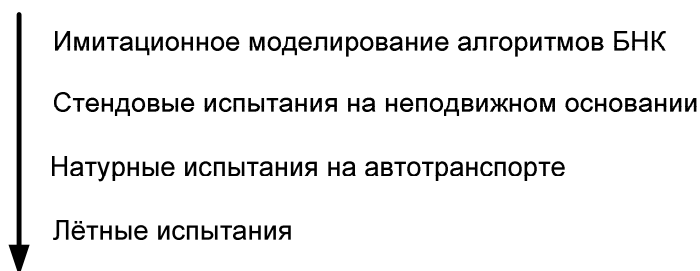 Имитационное моделирование алгоритмов БНК
Стендовые испытания на неподвижном основании
Натурные испытания на автотранспорте
Лётные испытания